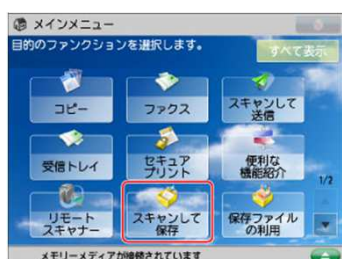 メインメニュー
目的のファンクションを選択します。
すべて表示
コピー
ファクス
スキャンして
送信
受信トレイ
セキュア
プリント
便利な
機能紹介
1/2
リモート
スキャナー
スキャンして
保存
保存ファイル
の利用
メモリーメディアが接続されています